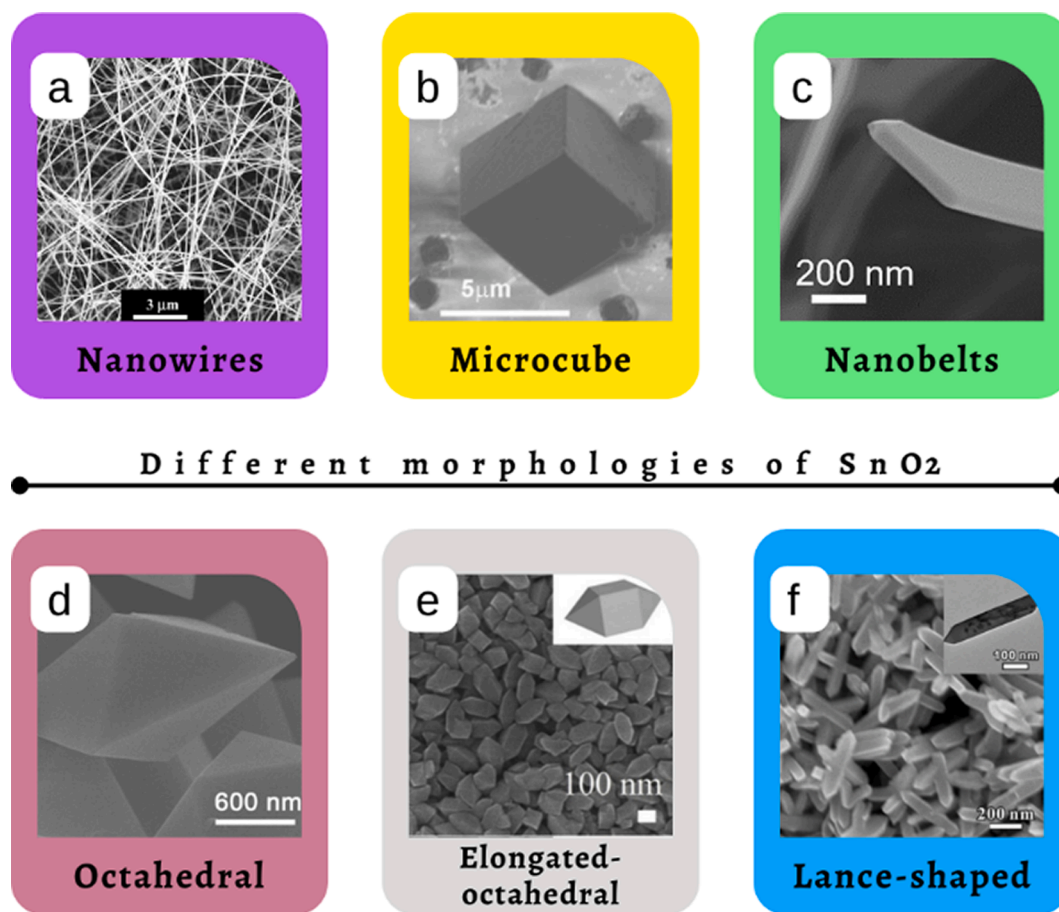 a
b
c
3 μm
5μm
200 nm
Nanowires
Microcube
Nanobelts
Different morphologies of SnO2
d
e
f
100 nm
600 nm
100 nm
200 nm
Octahedral
Elongated-
octahedral
Lance-shaped